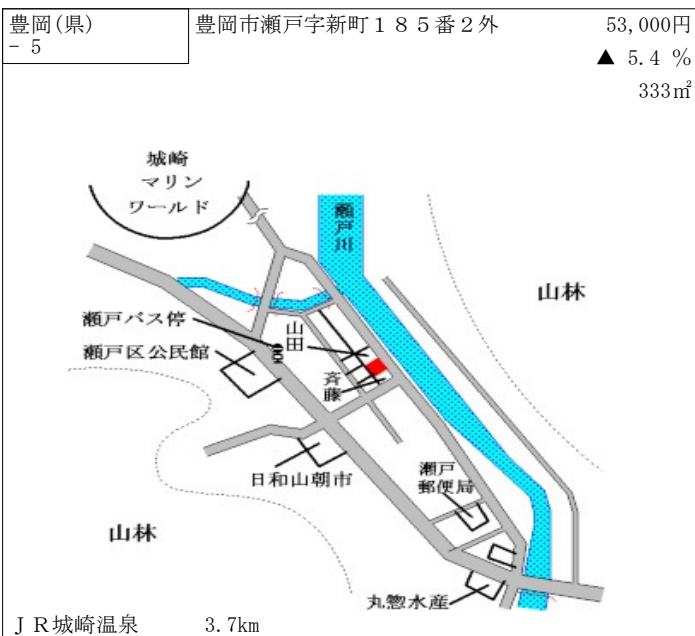 豊岡(県)
- 5
豊岡市瀬戸字新町１８５番２外
53,000円
▲ 5.4 %
333㎡
城崎
マリン
ワールド
瀬戸川
山林
瀬戸バス停
山田
瀬戸区公民館
斉藤
日和山朝市
瀬戸
郵便局
山林
丸惣水産
ＪＲ城崎温泉 3.7km